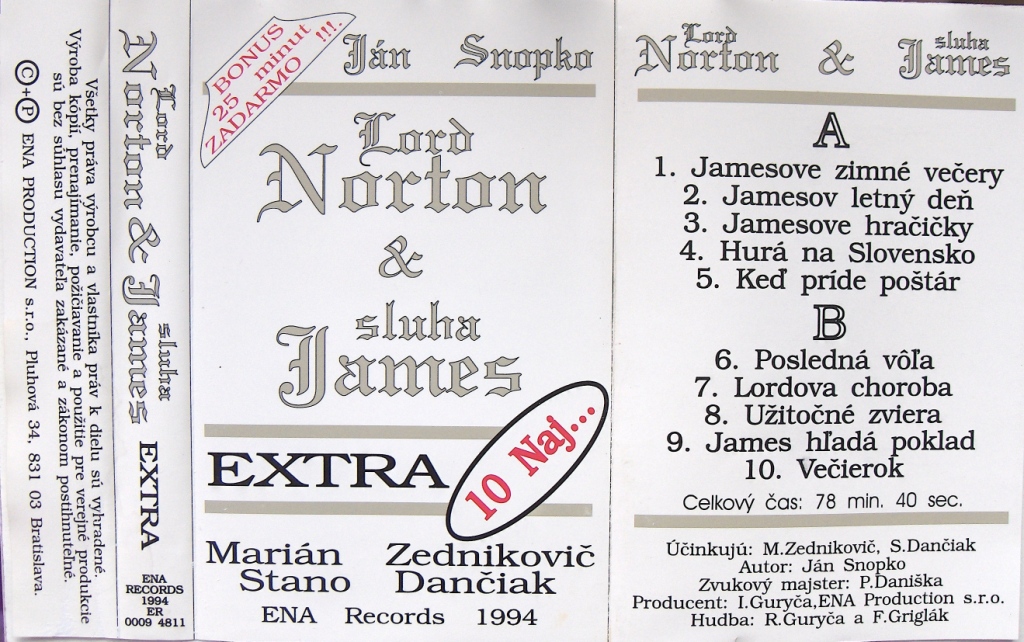 Všetky práva výrobcu a vlastníka práv k dielu sú vyhradené.
Výroba kópií, prenajímanie, požičiavanie a použitie pre verejné produkcie
sú bez súhlasu vydavateľa zakázané a zákonom postihnuteľné.
©+℗ ENA PRODUCTION s.r.o., Pluhová 34, 831 03 Bratislava.
Lord
Norton & sluha
James EXTRA
ENA
RECORDS
1994
ER
0009 4811
BONUS
25 minut
ZADARMO !!!.
Ján Snopko
Lord
Norton
&
sluha
James
EXTRA
10 Naj...
Marián Zednikovič
Stano Dančiak
ENA Records 1994
Lord
Norton & sluha
James
A
1. Jamesove zimné večery
2. Jamesov letný deň
3. Jamesove hračičky
4. Hurá na Slovensko
5. Keď príde poštár
B
6. Posledná vôľa
7. Lordova choroba
8. Užitočné zviera
9. James hľadá poklad
10. Večierok
Celkový čas: 78 min. 40 sec.
Účinkujú: M.Zednikovič, S.Dančiak
Autor: Ján Snopko
Zvukový majster: P.Daniška
Producent: I.Guryča,ENA Production s.r.o.
Hudba: R.Guryča a F.Griglák